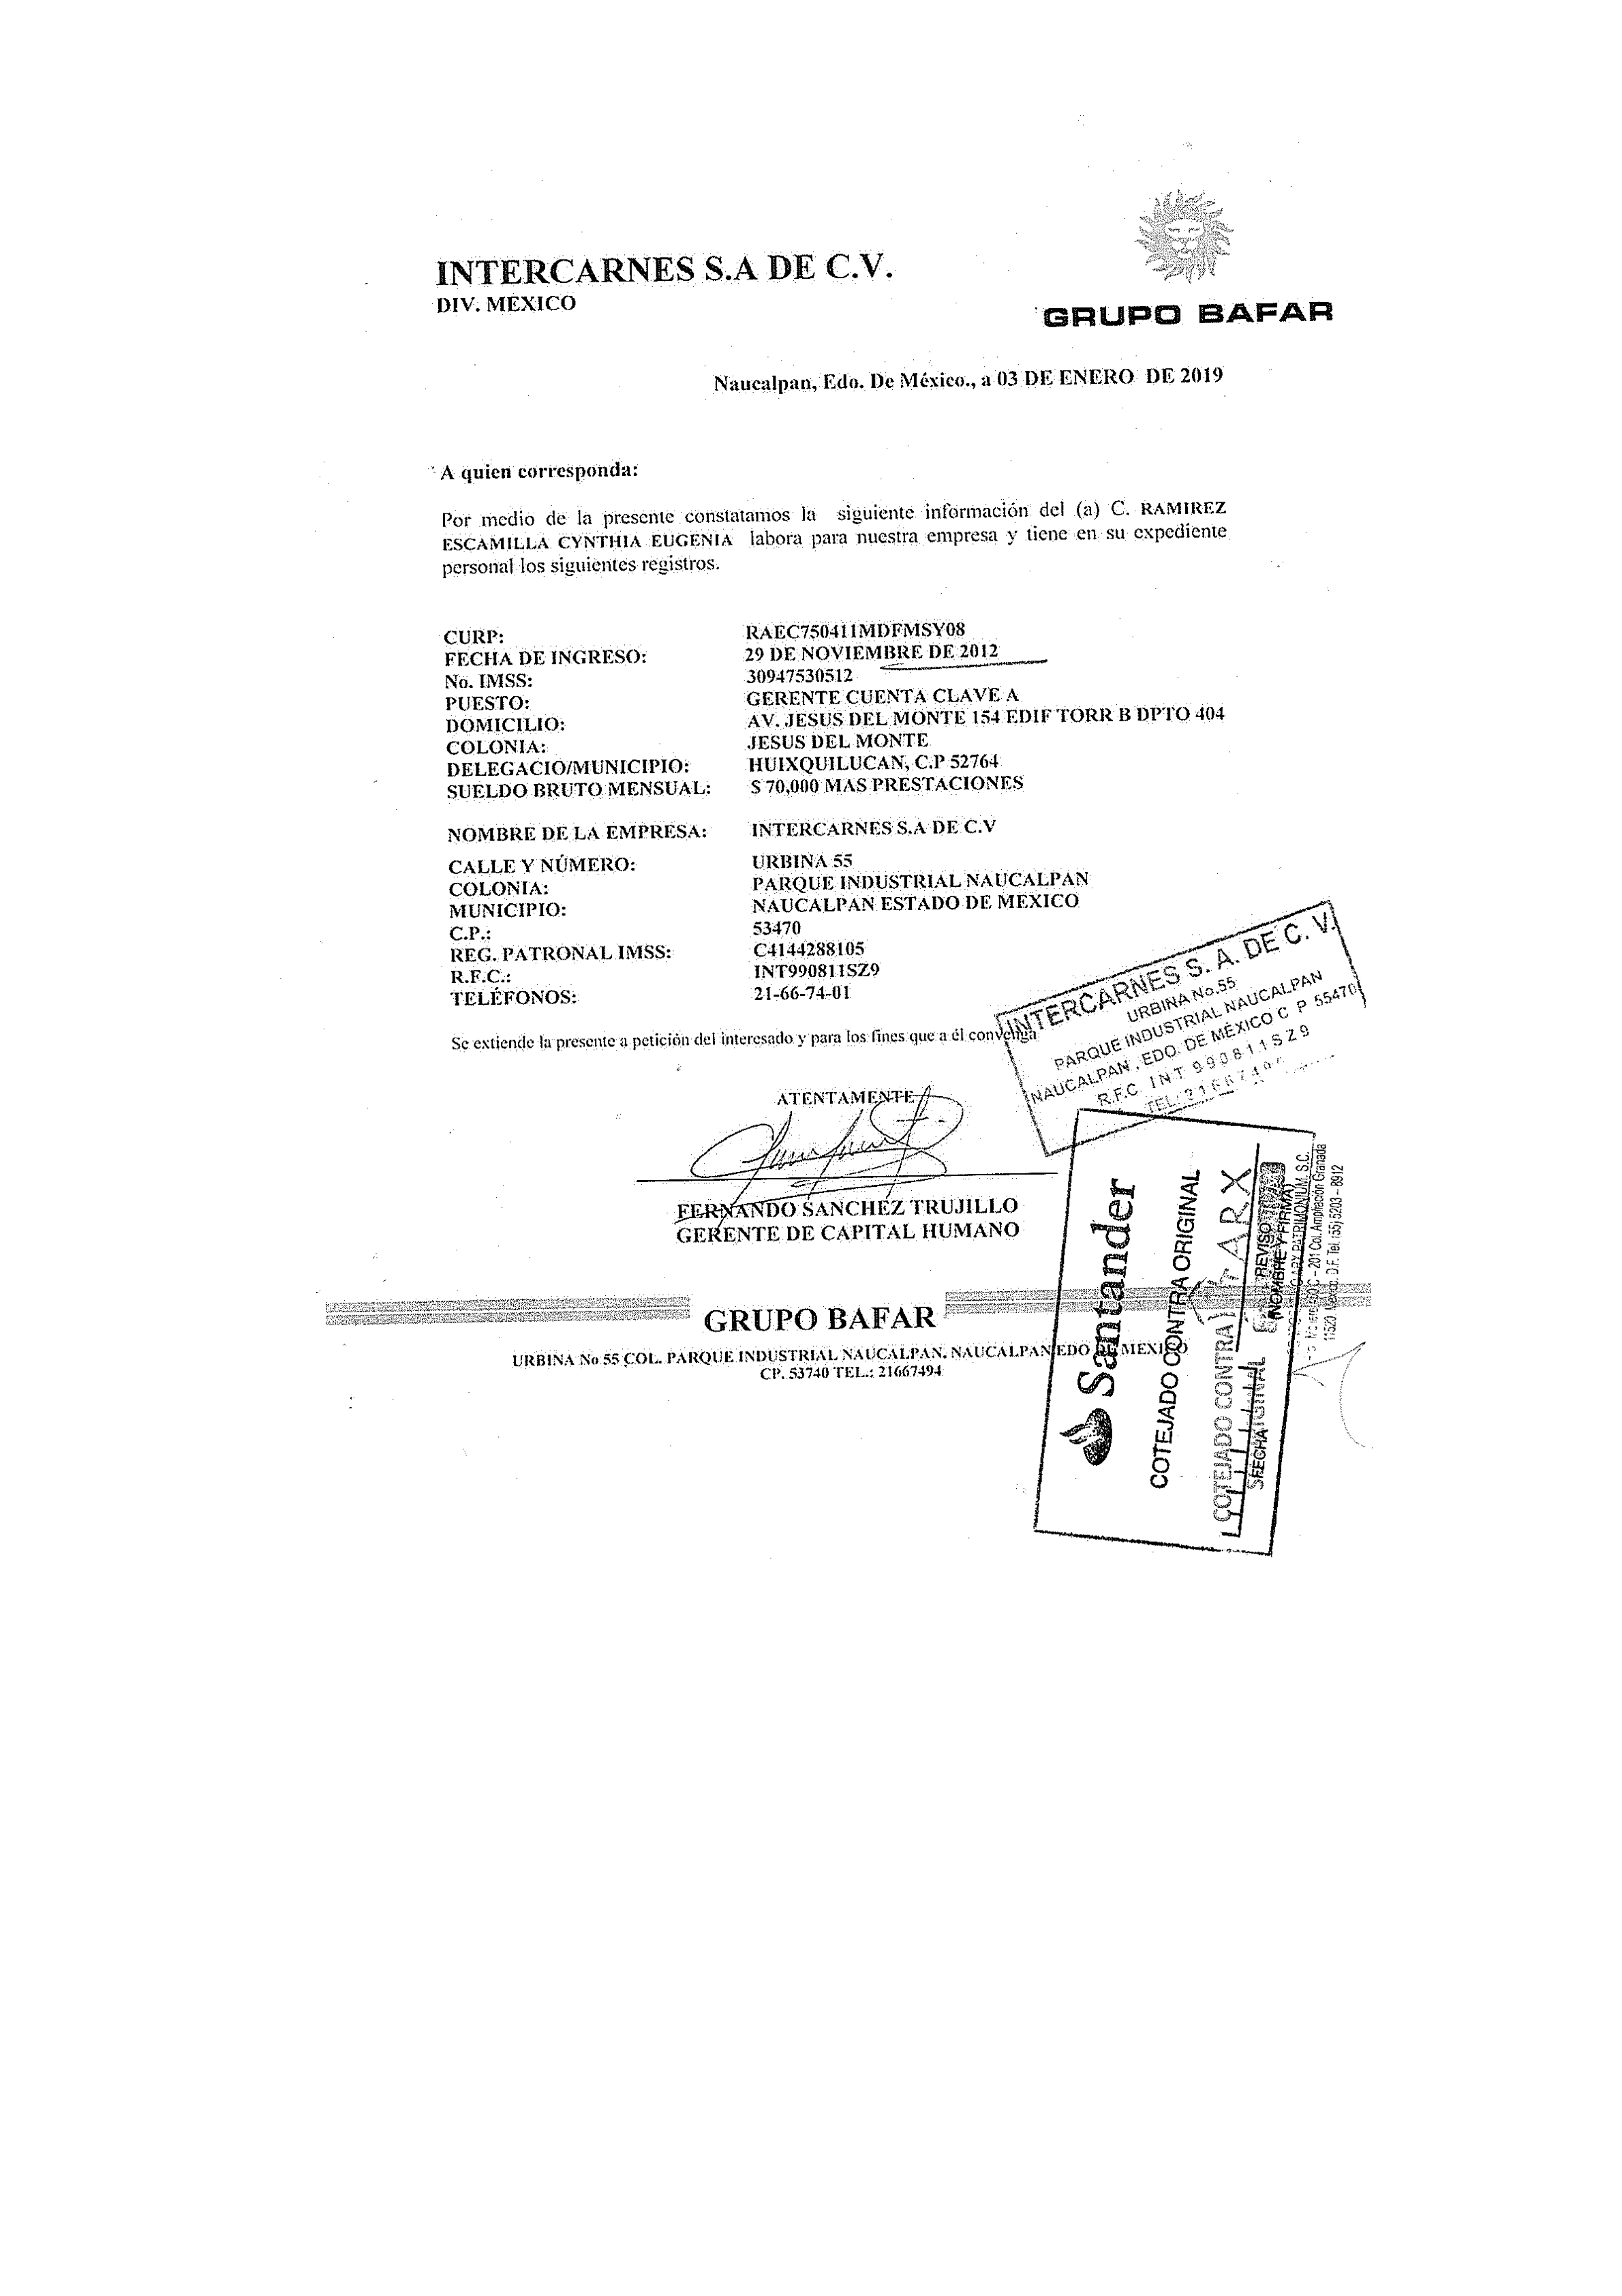 INTERCARNES S.A DE C.V.
DIV. MEXICO
GRUPO BAFAR
Naucalpan, Edo. De México., a 03 DE ENERO DE 2019
A quien corresponda:
Por medio de la presente constatamos la siguiente información del (a) C. RAMIREZ
ESCAMILLA CYNTHIA EUGENIA labora para nuestra empresa y tiene en su expediente
personal los siguientes registros.
CURP: RAEC750411MDFMSY08
FECHA DE INGRESO: 29 DE NOVIEMBRE DE 2012
No. IMSS: 30947530512
PUESTO: GERENTE CUENTA CLAVE A
DOMICILIO: AV. JESUS DEL MONTE 154 EDIF TORR B DPTO 404
COLONIA: JESUS DEL MONTE
DELEGACIO/MUNICIPIO: HUIXQUILUCAN, C.P 52764
SUELDO BRUTO MENSUAL: $ 70,000 MAS PRESTACIONES
NOMBRE DE LA EMPRESA: INTERCARNES S.A DE C.V
CALLE Y NÚMERO: URBINA 55
COLONIA: PARQUE INDUSTRIAL NAUCALPAN
MUNICIPIO: NAUCALPAN ESTADO DE MEXICO
C.P.: 53470
REG. PATRONAL IMSS: C4144288105
R.F.C.: INT990811SZ9
TELÉFONOS: 21-66-74-01
Se extiende la presente a petición del interesado y para los fines que a él convenga
INTERCARNES S. A. DE C. V.
URBINA No.55
PARQUE INDUSTRIAL NAUCALPAN
NAUCALPAN, EDO. DE MÉXICO C P 55470
R.F.C. INT 990811SZ9
TEL:
ATENTAMENTE
FERNANDO SANCHEZ TRUJILLO
GERENTE DE CAPITAL HUMANO
Santander
COTEJADO CONTRA ORIGINAL
COTEJADO CONTRA
ARX
FECHA
REVISO
(NOMBRE Y FIRMA)
PATRIMONIUM, S.C.
201 Col. Ampliación Granada
11520 México, D.F. Tel. (55) 5203 - 8912
GRUPO BAFAR
URBINA No 55 COL. PARQUE INDUSTRIAL NAUCALPAN. NAUCALPAN EDO DE MEXICO
CP. 53740 TEL.: 21667494